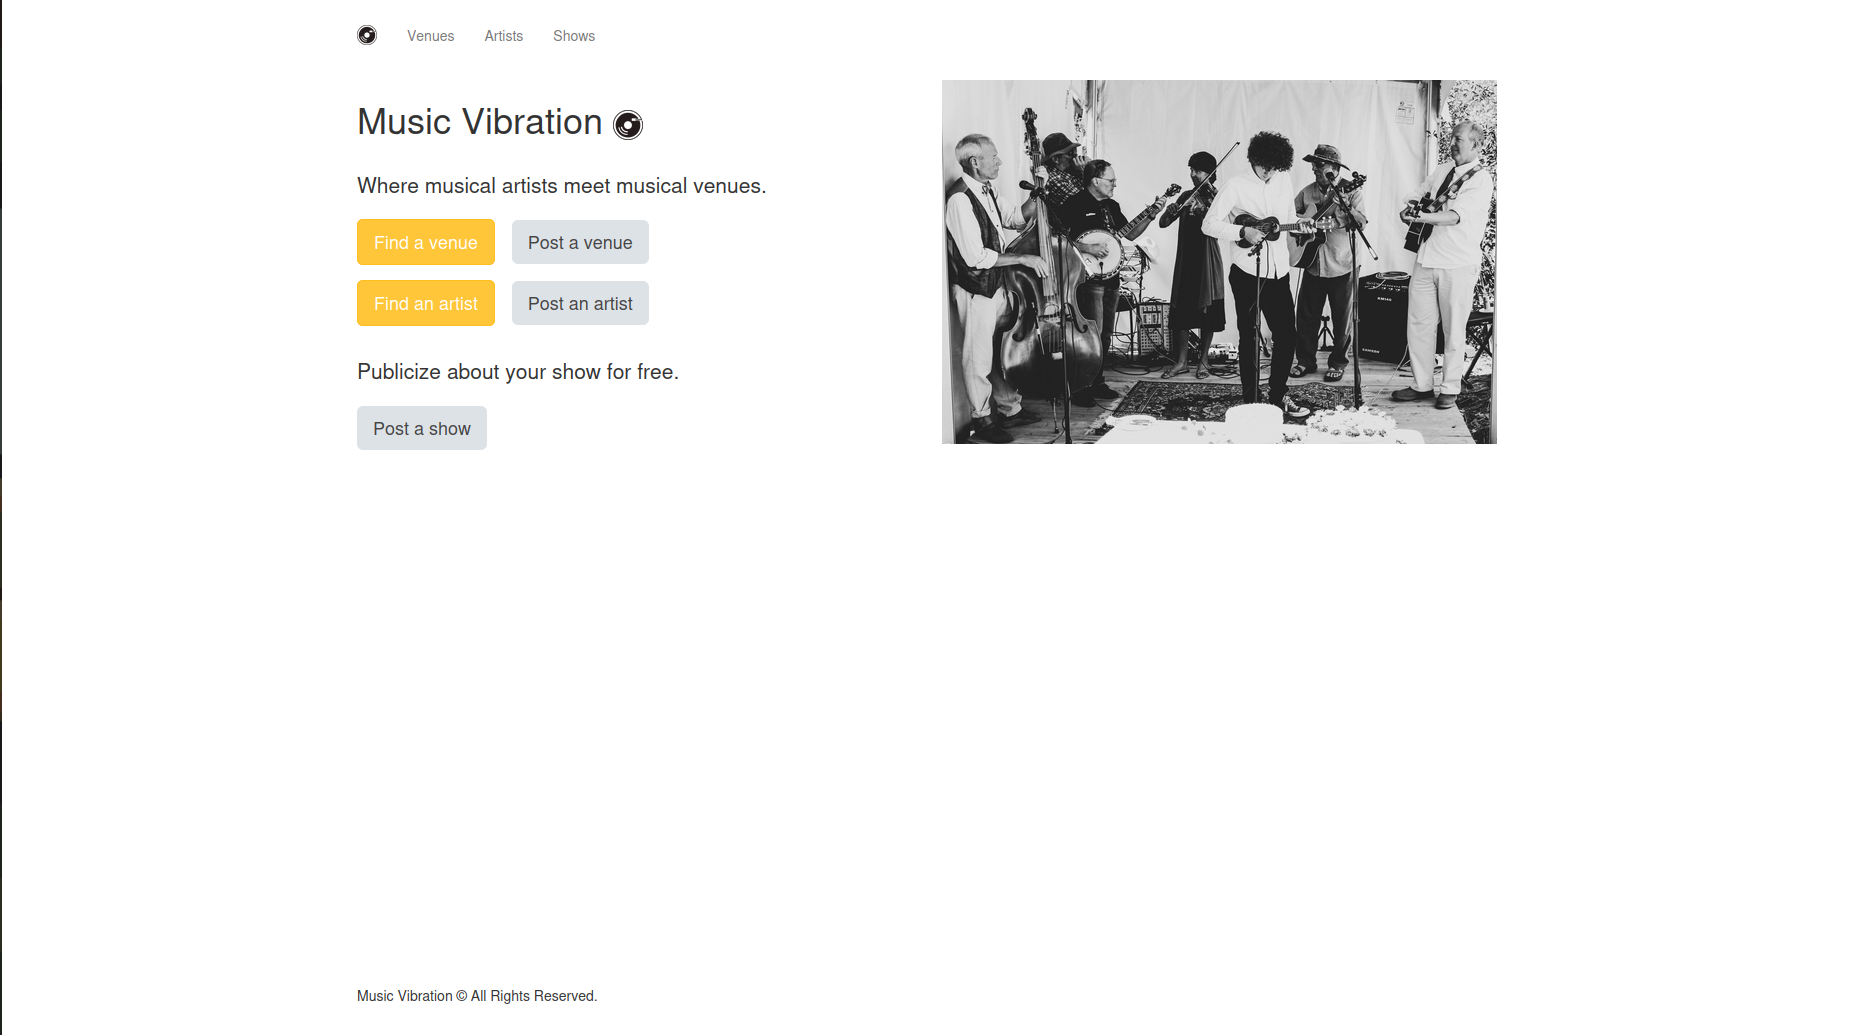 Venues Artists Shows
Music Vibration
Where musical artists meet musical venues.
Find a venue Post a venue
Find an artist Post an artist
Publicize about your show for free.
Post a show
Music Vibration © All Rights Reserved.